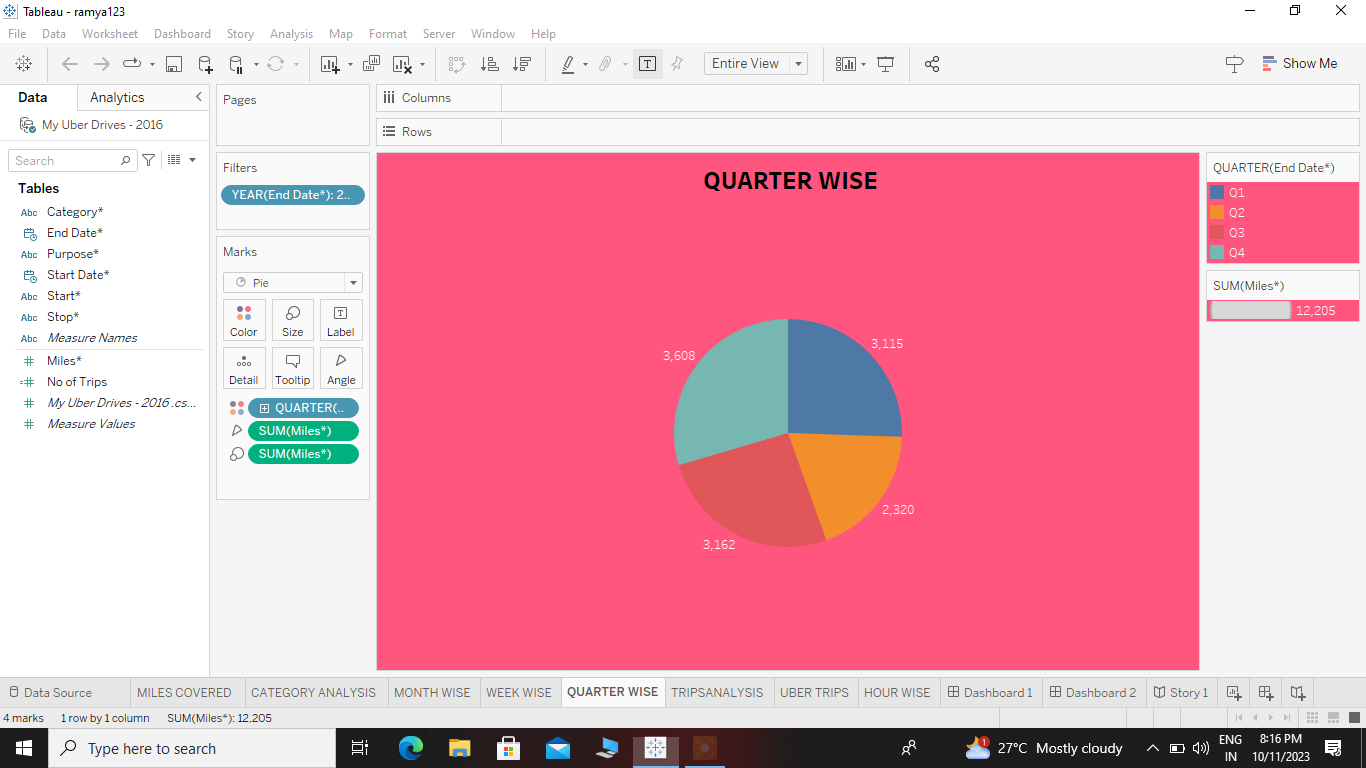 Tableau - ramya123
File Data Worksheet Dashboard Story Analysis Map Format Server Window Help
Entire View
Show Me
Data Analytics
My Uber Drives - 2016
Search
Tables
Abc Category*
End Date*
Abc Purpose*
Start Date*
Abc Start*
Abc Stop*
Abc Measure Names
Miles*
No of Trips
My Uber Drives - 2016 .cs...
Measure Values
Pages
Filters
YEAR(End Date*): 2..
Marks
Pie
Color Size Label
Detail Tooltip Angle
QUARTER(..
SUM(Miles*)
SUM(Miles*)
Columns
Rows
QUARTER WISE
3,608
3,115
2,320
3,162
QUARTER(End Date*)
Q1
Q2
Q3
Q4
SUM(Miles*)
12,205
Data Source MILES COVERED CATEGORY ANALYSIS MONTH WISE WEEK WISE QUARTER WISE TRIPSANALYSIS UBER TRIPS HOUR WISE Dashboard 1 Dashboard 2 Story 1
4 marks 1 row by 1 column SUM(Miles*): 12,205
Type here to search
1
27°C Mostly cloudy
ENG
IN
8:16 PM
10/11/2023